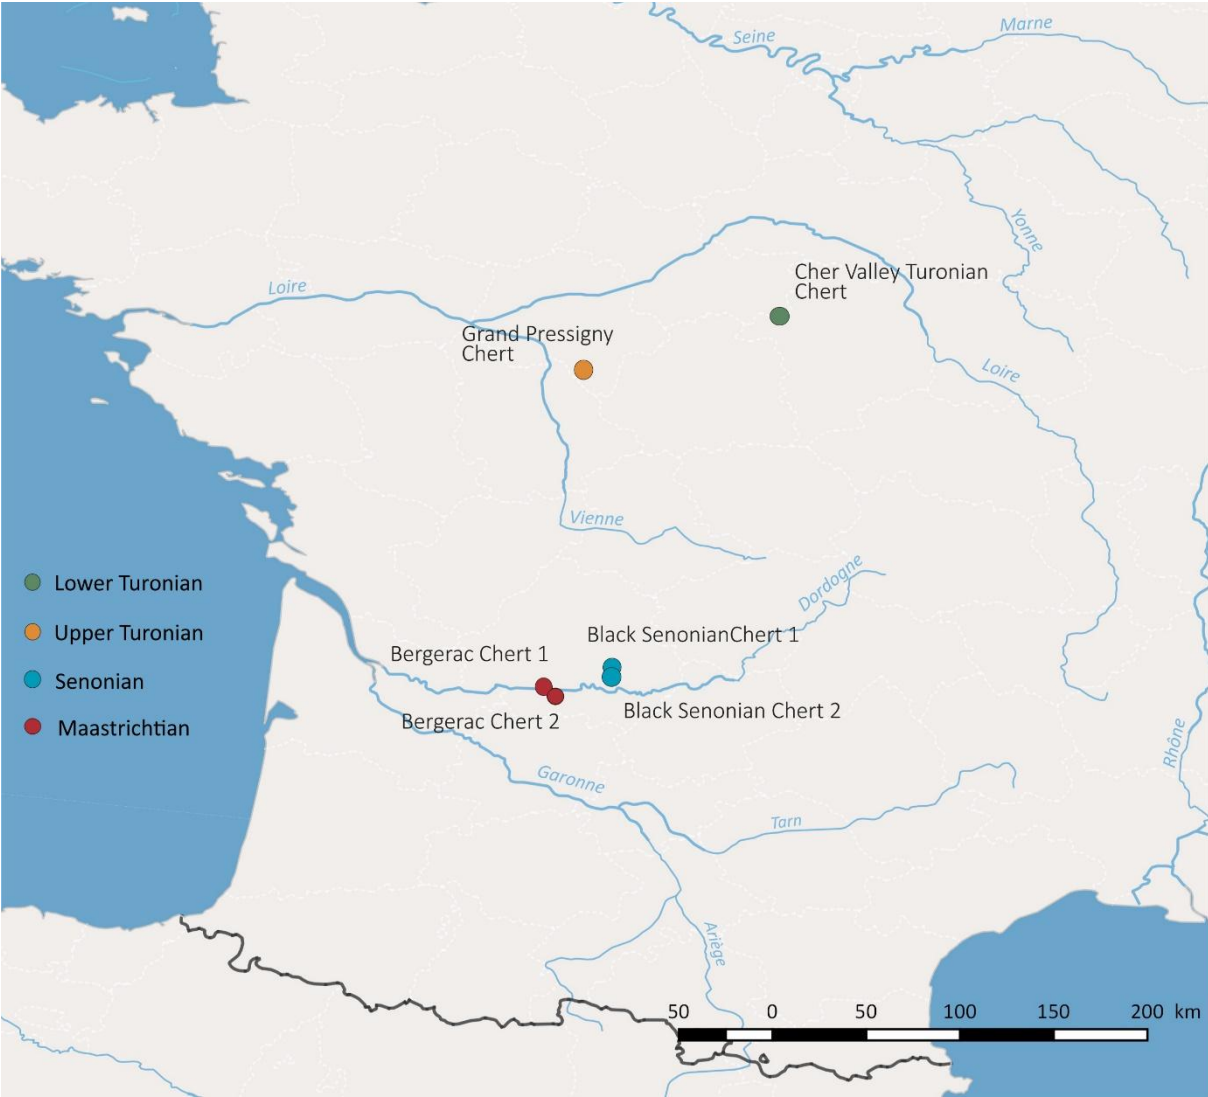 Seine
Marne
Yonne
Cher Valley Turonian
Chert
Loire
Grand Pressigny
Chert
Loire
Vienne
Dordogne
Lower Turonian
Upper Turonian
Senonian
Maastrichtian
Black SenonianChert 1
Bergerac Chert 1
Black Senonian Chert 2
Bergerac Chert 2
Rhône
Garonne
Tarn
Ariège
50 0 50 100 150 200 km